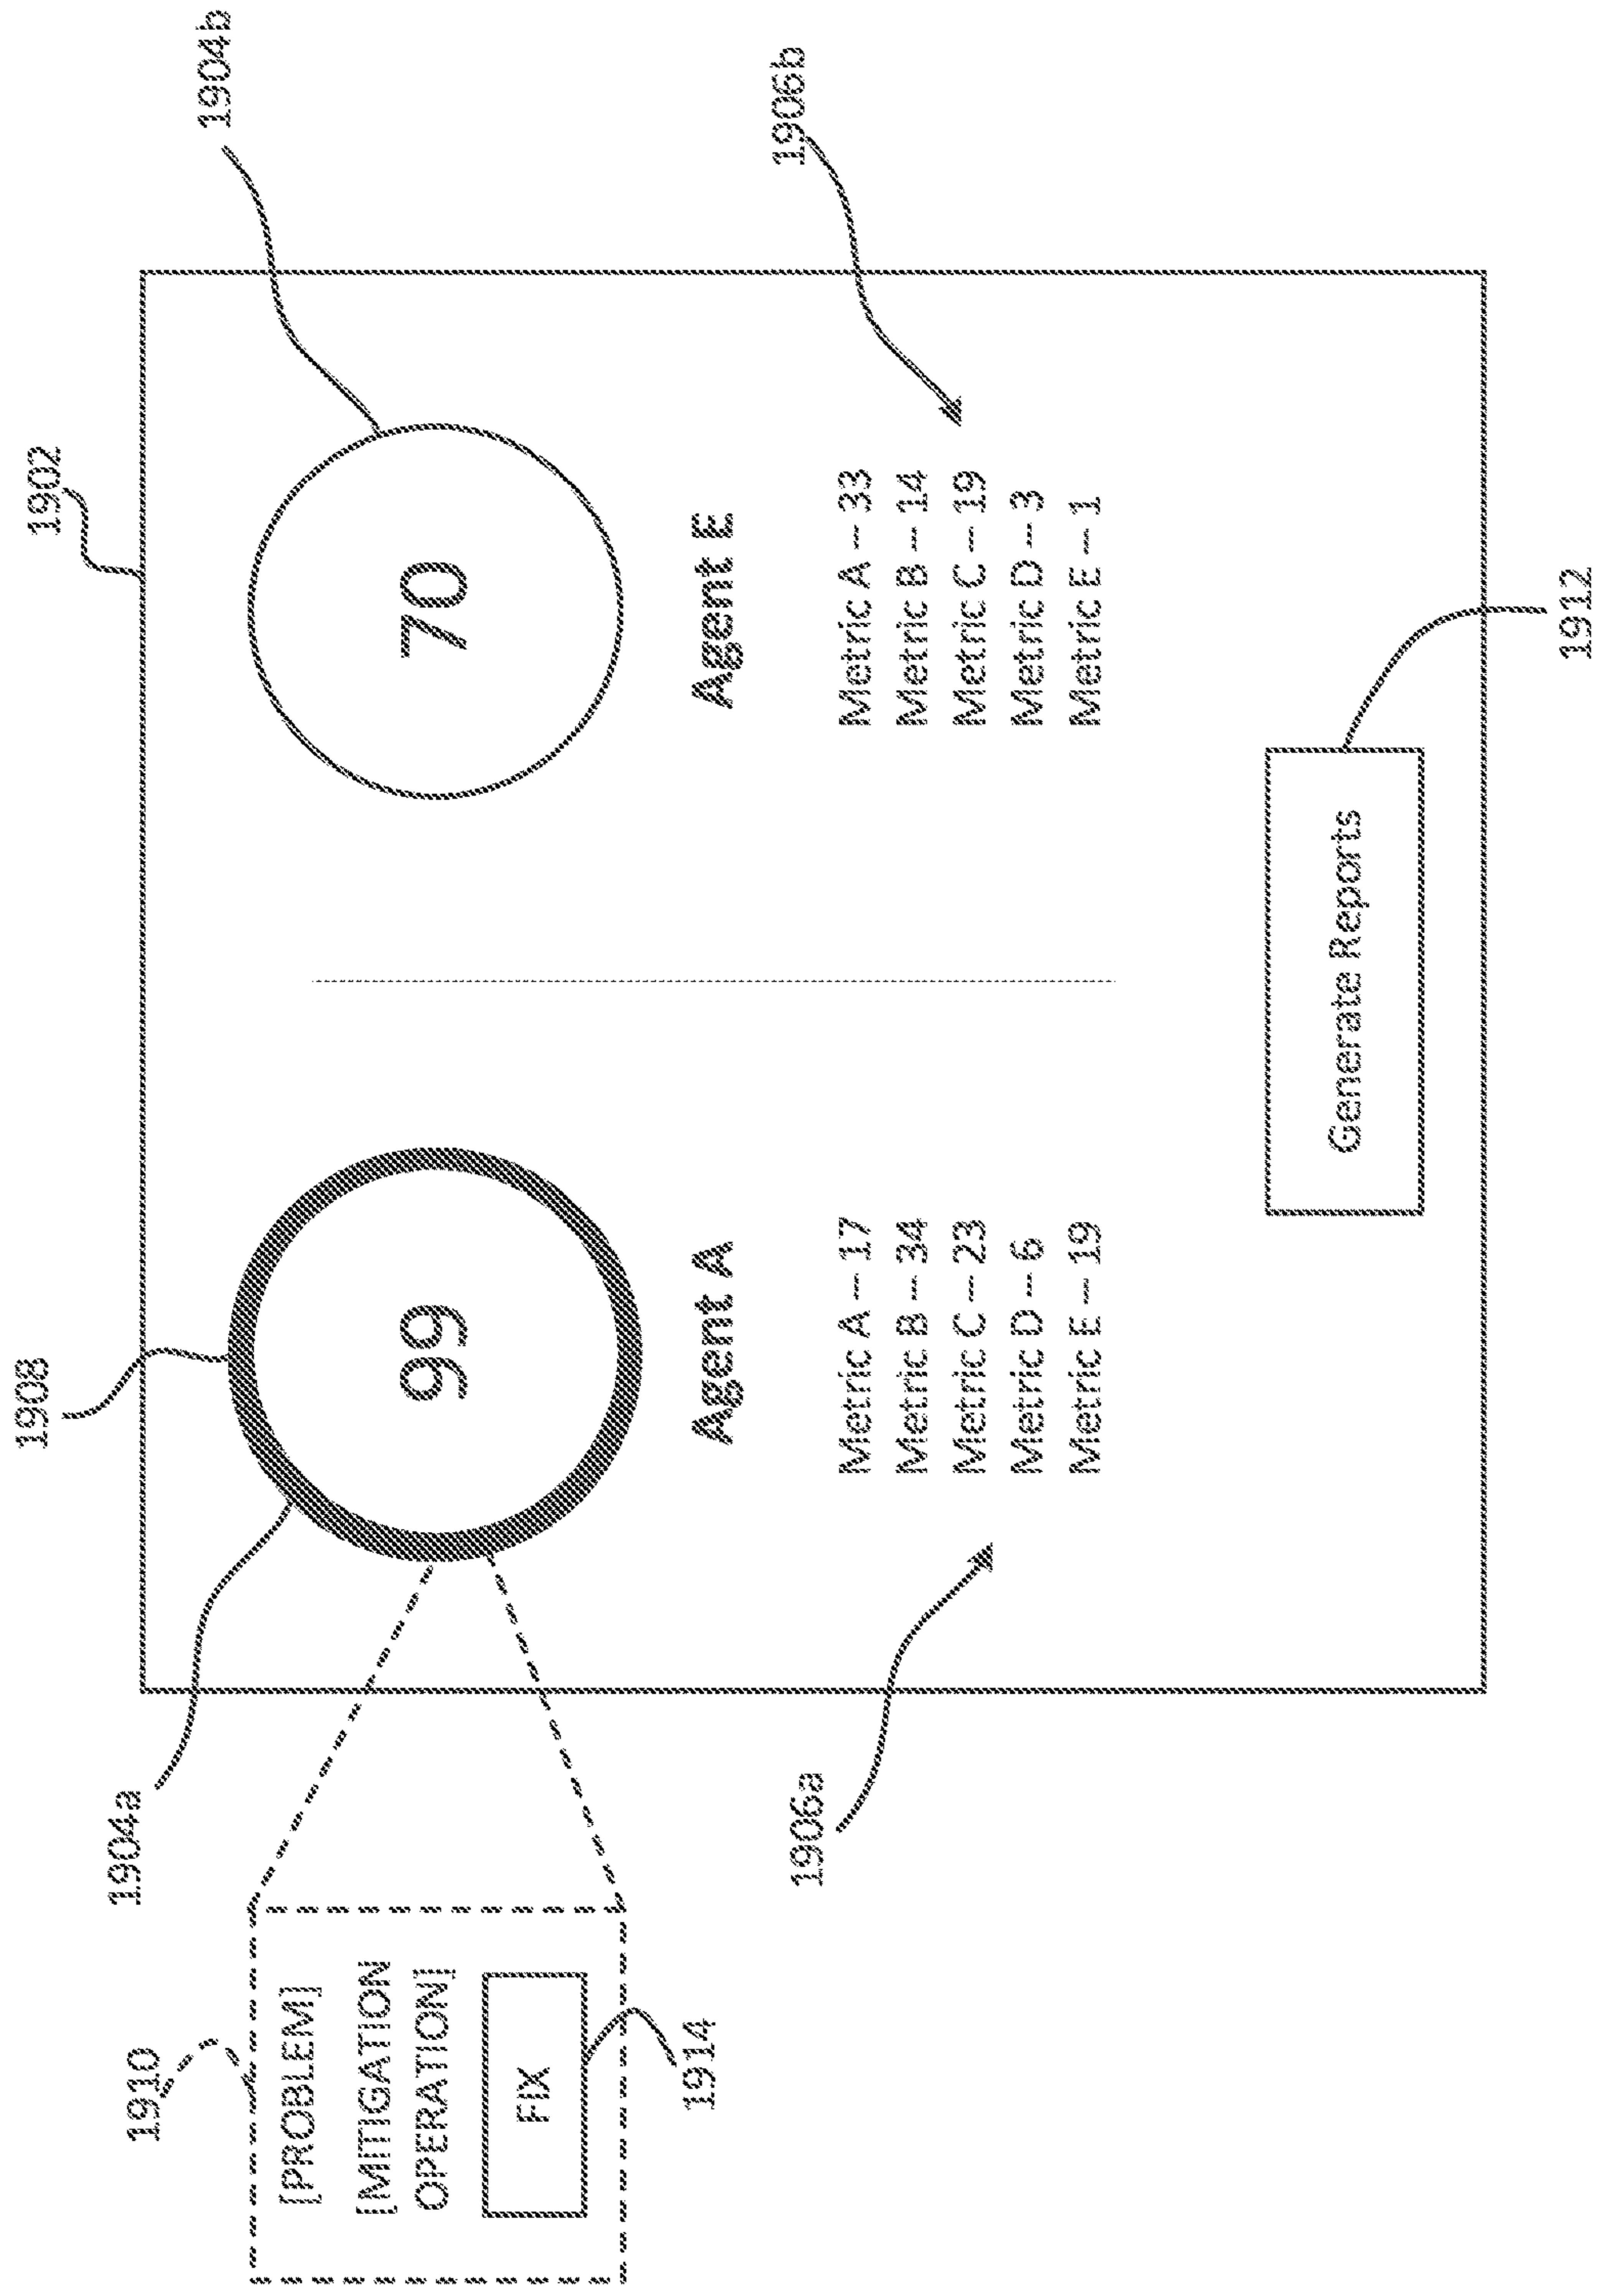 1902
1908
1904b
1904a
1910
99
70
[PROBLEM]
[MITIGATION
OPERATION]
FIX
1914
Agent A
Agent E
1906a
1906b
Metric A -- 17
Metric B -- 34
Metric C -- 23
Metric D -- 6
Metric E -- 19
Metric A -- 33
Metric B -- 14
Metric C -- 19
Metric D -- 3
Metric E -- 1
Generate Reports
1912